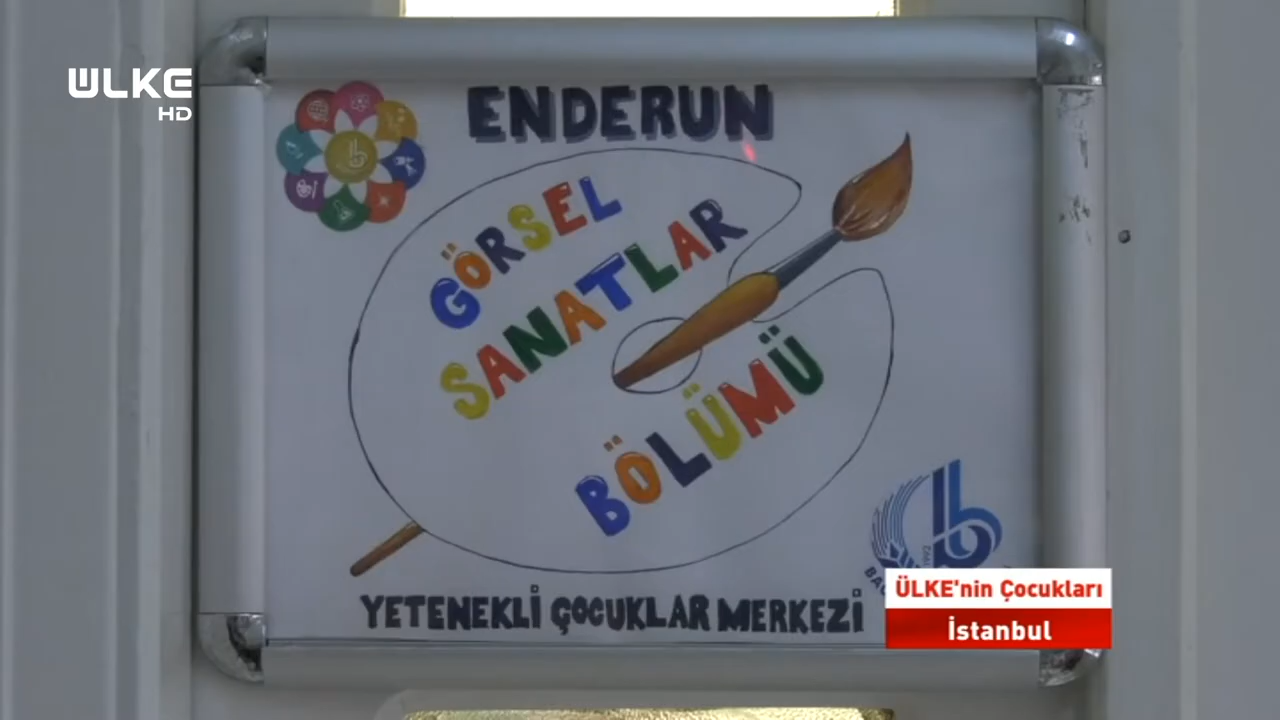 ÜLKE
HD
ENDERUN
GÖRSEL
SANATLAR
BÖLÜMÜ
YETENEKLİ ÇOCUKLAR MERKEZİ
ÜLKE'nin Çocukları
İstanbul